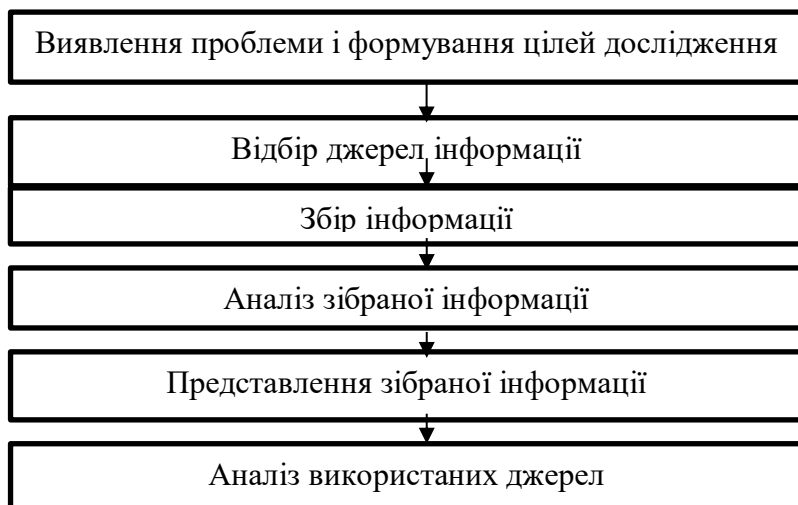 Виявлення проблеми і формування цілей дослідження
Відбір джерел інформації
Збір інформації
Аналіз зібраної інформації
Представлення зібраної інформації
Аналіз використаних джерел